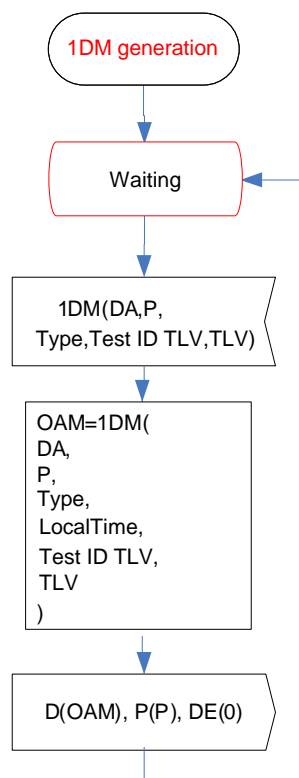 1DM generation
Waiting
1DM(DA,P,
Type,Test ID TLV,TLV)
OAM=1DM(
DA,
P,
Type,
LocalTime,
Test ID TLV,
TLV
)
D(OAM), P(P), DE(0)